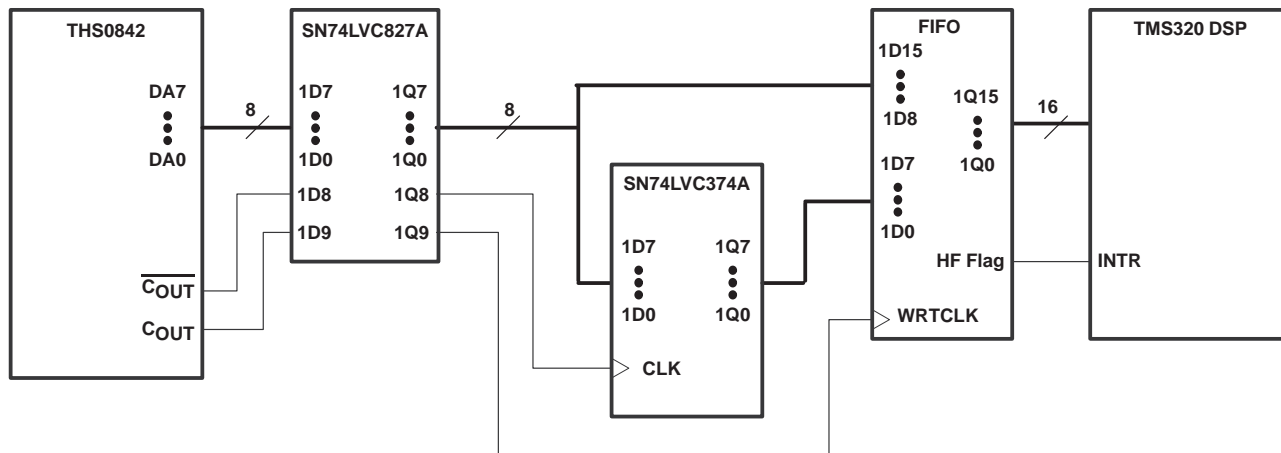 THS0842
DA7
DA0
COUT
COUT
8
SN74LVC827A
1D7
1D0
1D8
1D9
1Q7
1Q0
1Q8
1Q9
8
SN74LVC374A
1D7
1D0
1Q7
1Q0
CLK
FIFO
1D15
1D8
1D7
1D0
1Q15
1Q0
HF Flag
WRTCLK
16
TMS320 DSP
INTR